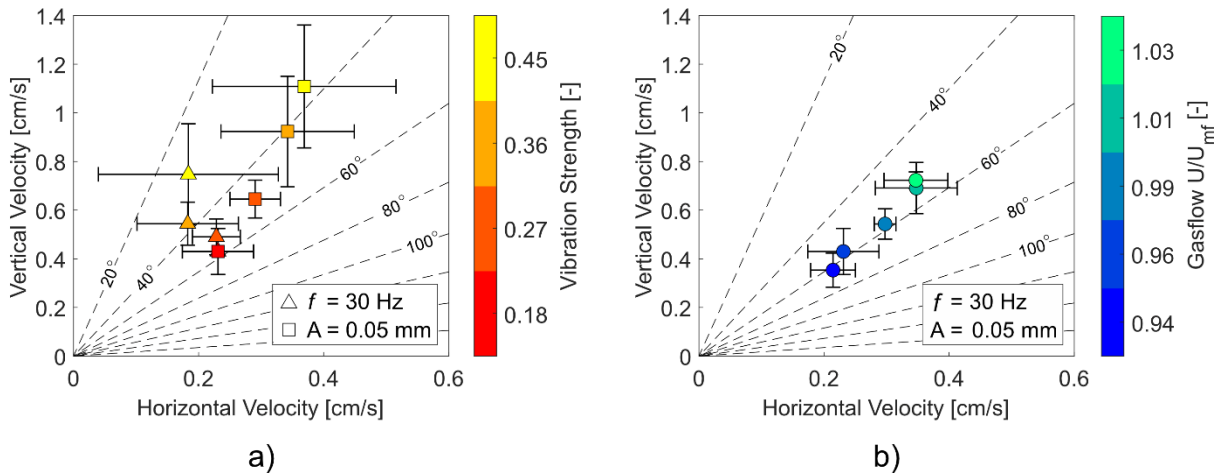 1.4
1.2
1
0.8
0.6
0.4
0.2
0
Vertical Velocity [cm/s]
20°
40°
60°
80°
100°
20°
40°
△ f = 30 Hz
□ A = 0.05 mm
0 0.2 0.4 0.6
Horizontal Velocity [cm/s]
0.45
0.36
0.27
0.18
Vibration Strength [-]
a)
1.4
1.2
1
0.8
0.6
0.4
0.2
0
Vertical Velocity [cm/s]
20°
40°
60°
80°
100°
f = 30 Hz
A = 0.05 mm
0 0.2 0.4 0.6
Horizontal Velocity [cm/s]
1.03
1.01
0.99
0.96
0.94
Gasflow U/U_mf [-]
b)